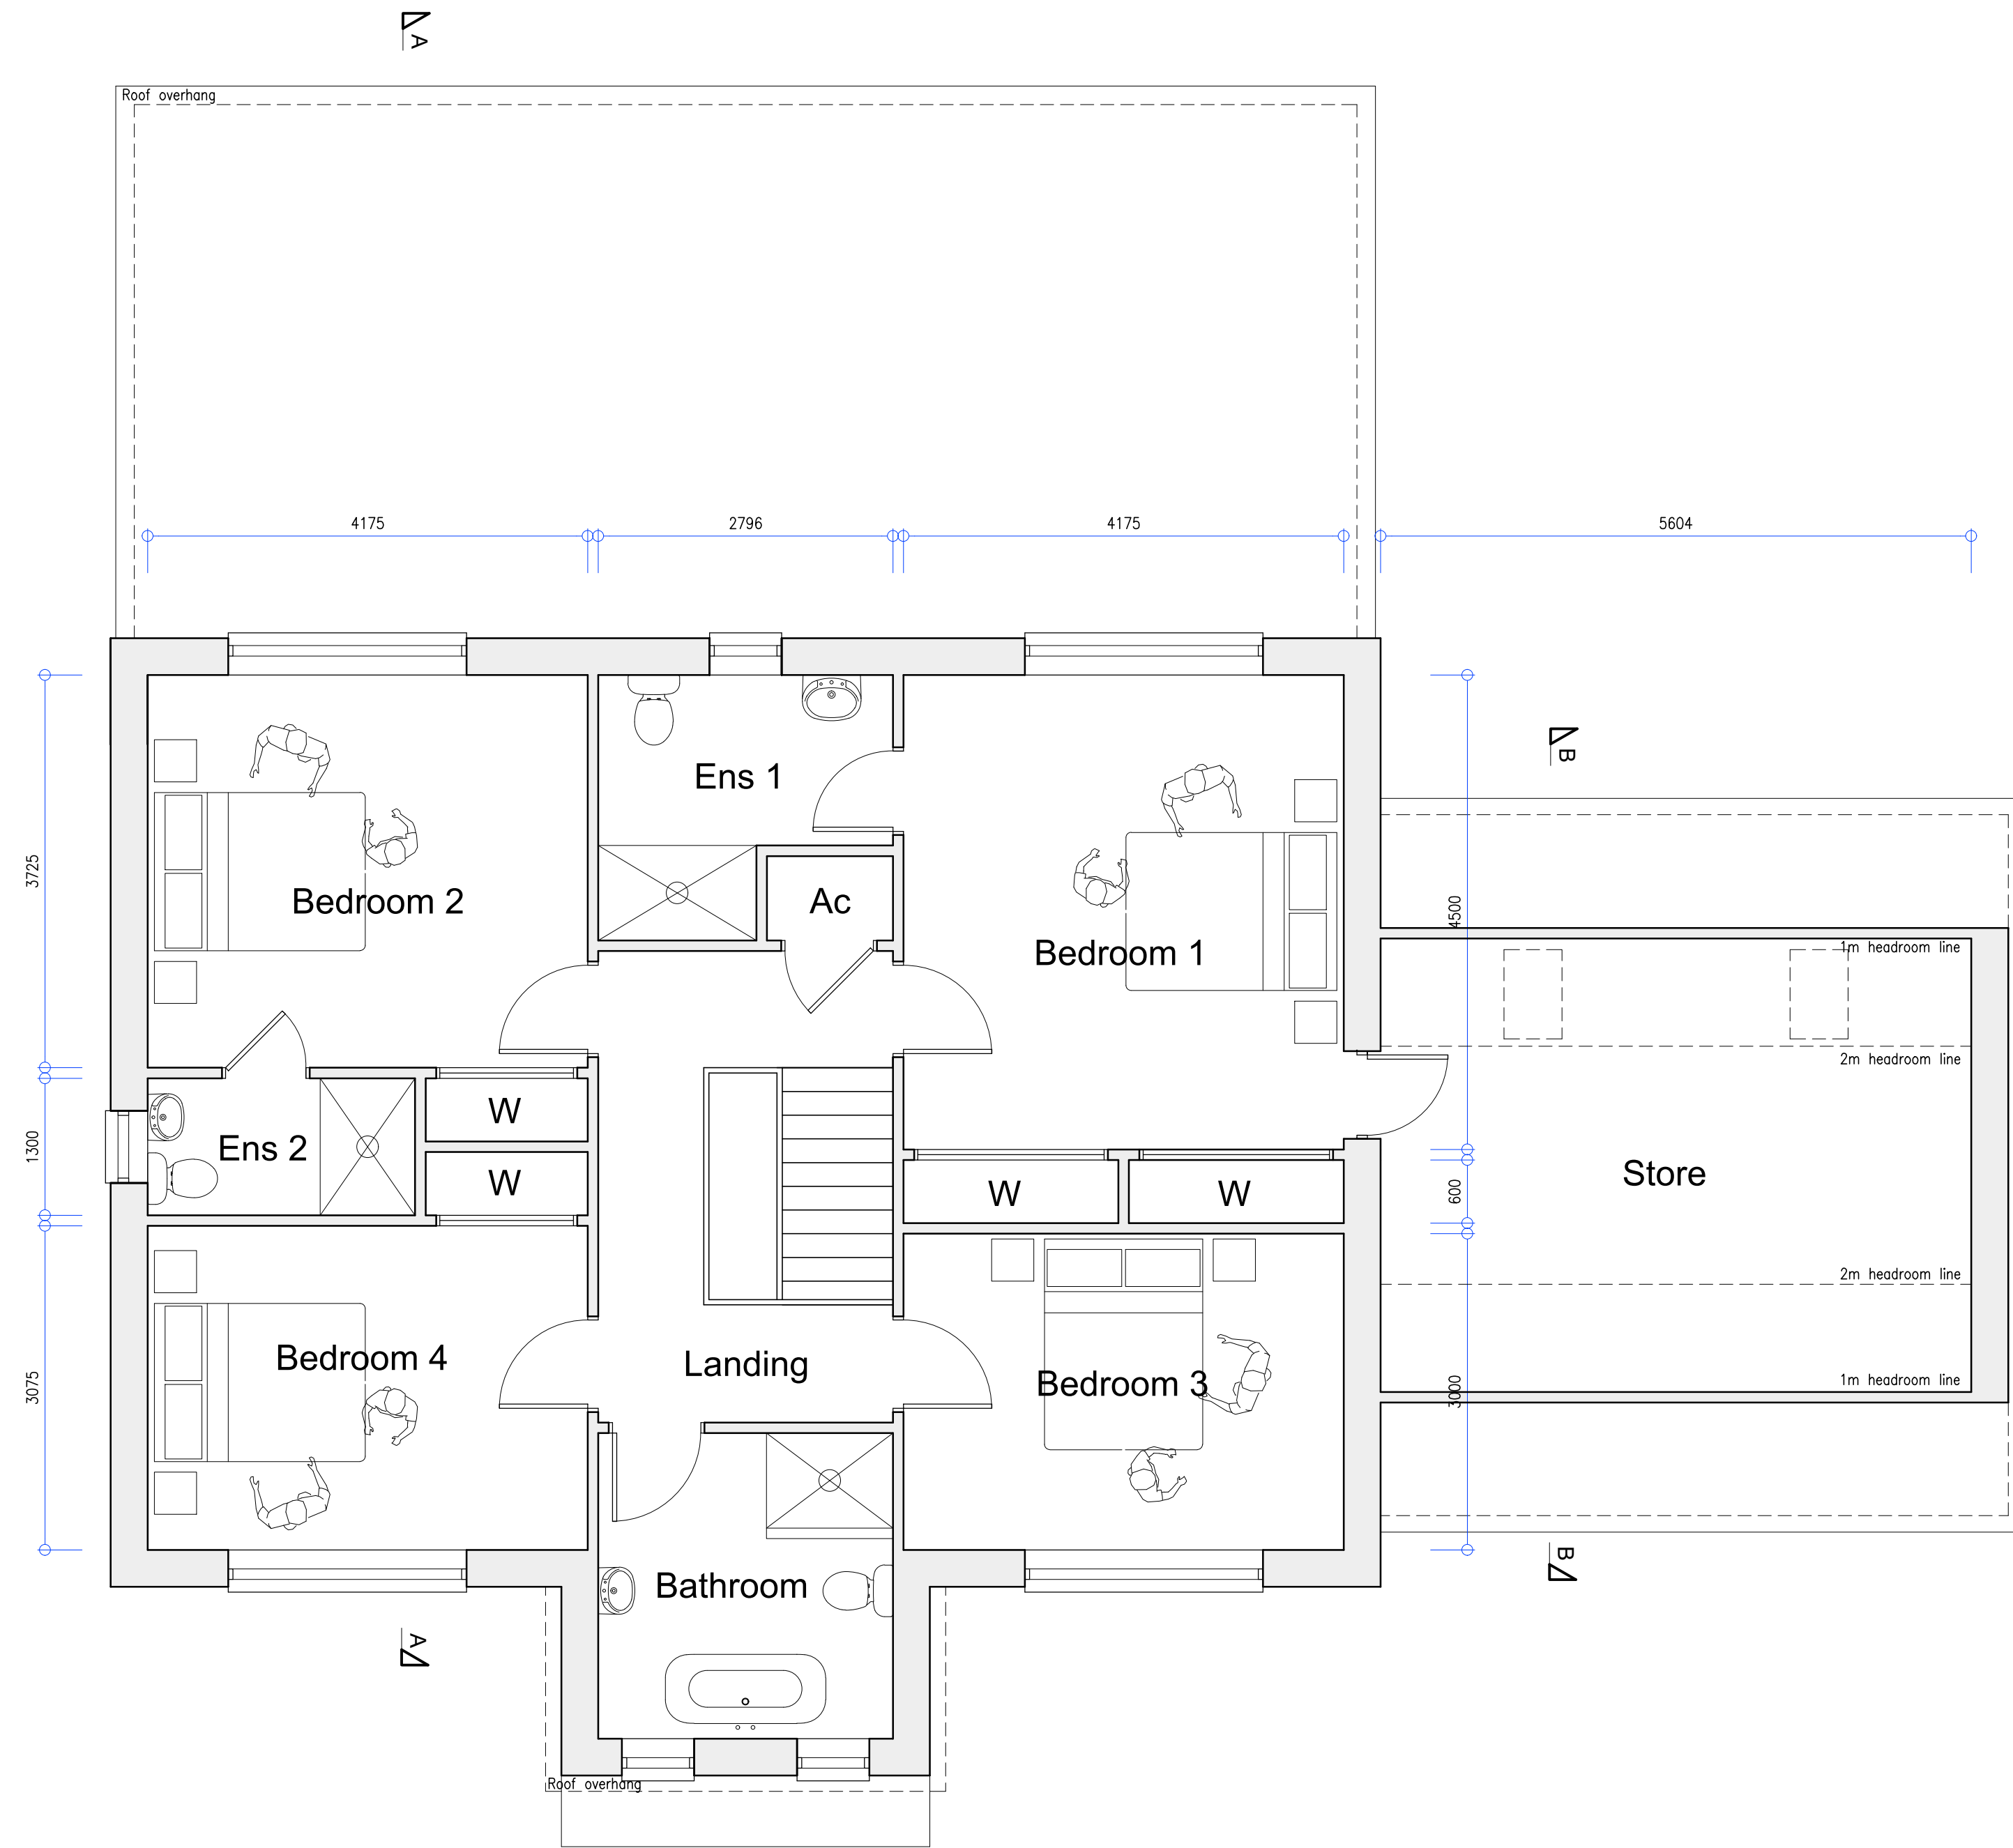 A
Roof overhang
4175
2796
4175
5604
B
Ens 1
3725
Bedroom 2
Ac
4500
Bedroom 1
1m headroom line
2m headroom line
W
1300
Ens 2
W
W
W
600
Store
2m headroom line
Bedroom 4
Landing
Bedroom 3
3075
3000
1m headroom line
B
Bathroom
A
Roof overhang